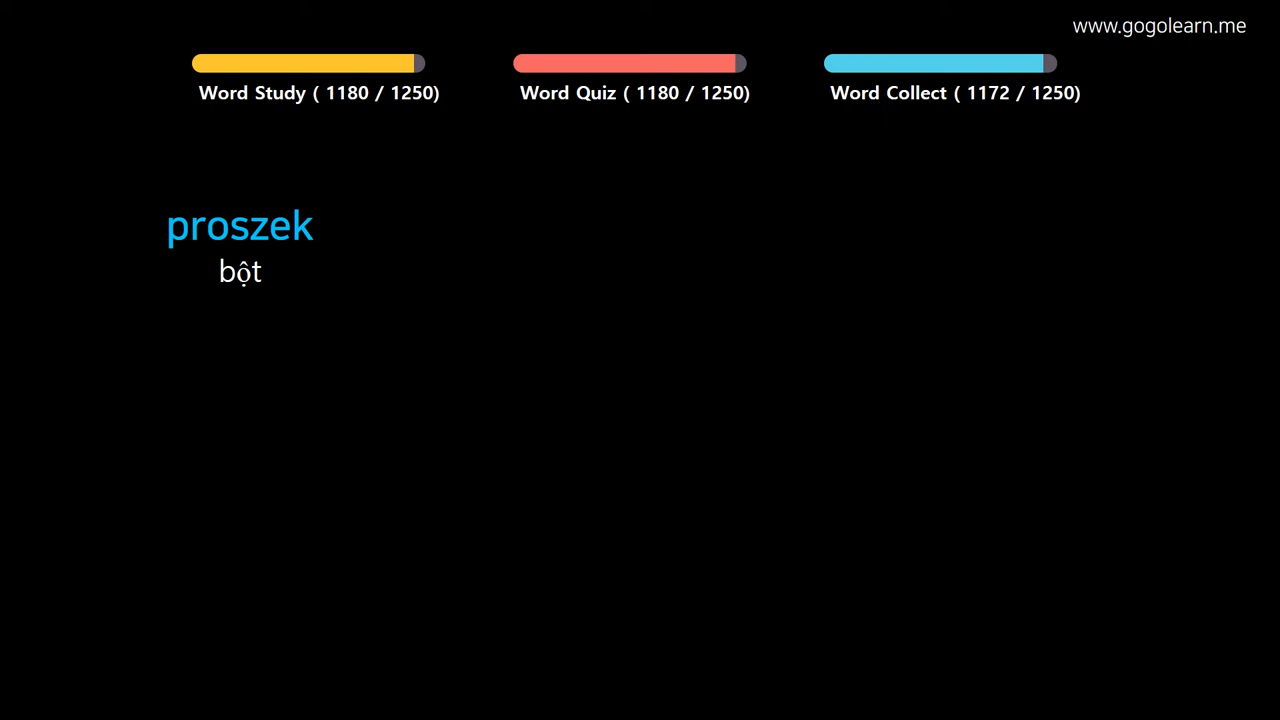 www.gogolearn.me
Word Study ( 1180 / 1250)
Word Quiz ( 1180 / 1250)
Word Collect ( 1172 / 1250)
proszek
bột